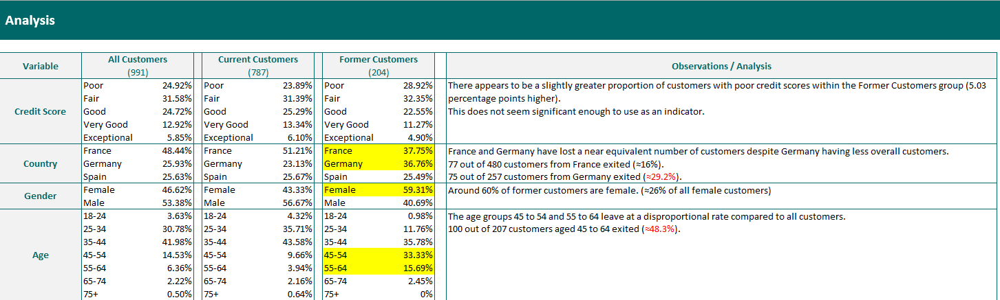 Analysis
Variable All Customers (991) Current Customers (787) Former Customers (204) Observations / Analysis
Credit Score
Poor 24.92% Poor 23.89% Poor 28.92% There appears to be a slightly greater proportion of customers with poor credit scores within the Former Customers group (5.03
Fair 31.58% Fair 31.39% Fair 32.35% percentage points higher).
Good 24.72% Good 25.29% Good 22.55% This does not seem significant enough to use as an indicator.
Very Good 12.92% Very Good 13.34% Very Good 11.27%
Exceptional 5.85% Exceptional 6.10% Exceptional 4.90%
Country
France 48.44% France 51.21% France 37.75% France and Germany have lost a near equivalent number of customers despite Germany having less overall customers.
Germany 25.93% Germany 23.13% Germany 36.76% 77 out of 480 customers from France exited (≈16%).
Spain 25.63% Spain 25.67% Spain 25.49% 75 out of 257 customers from Germany exited (≈29.2%).
Gender
Female 46.62% Female 43.33% Female 59.31% Around 60% of former customers are female. (≈26% of all female customers)
Male 53.38% Male 56.67% Male 40.69%
Age
18-24 3.63% 18-24 4.32% 18-24 0.98% The age groups 45 to 54 and 55 to 64 leave at a disproportional rate compared to all customers.
25-34 30.78% 25-34 35.71% 25-34 11.76% 100 out of 207 customers aged 45 to 64 exited (≈48.3%).
35-44 41.98% 35-44 43.58% 35-44 35.78%
45-54 14.53% 45-54 9.66% 45-54 33.33%
55-64 6.36% 55-64 3.94% 55-64 15.69%
65-74 2.22% 65-74 2.16% 65-74 2.45%
75+ 0.50% 75+ 0.64% 75+ 0%